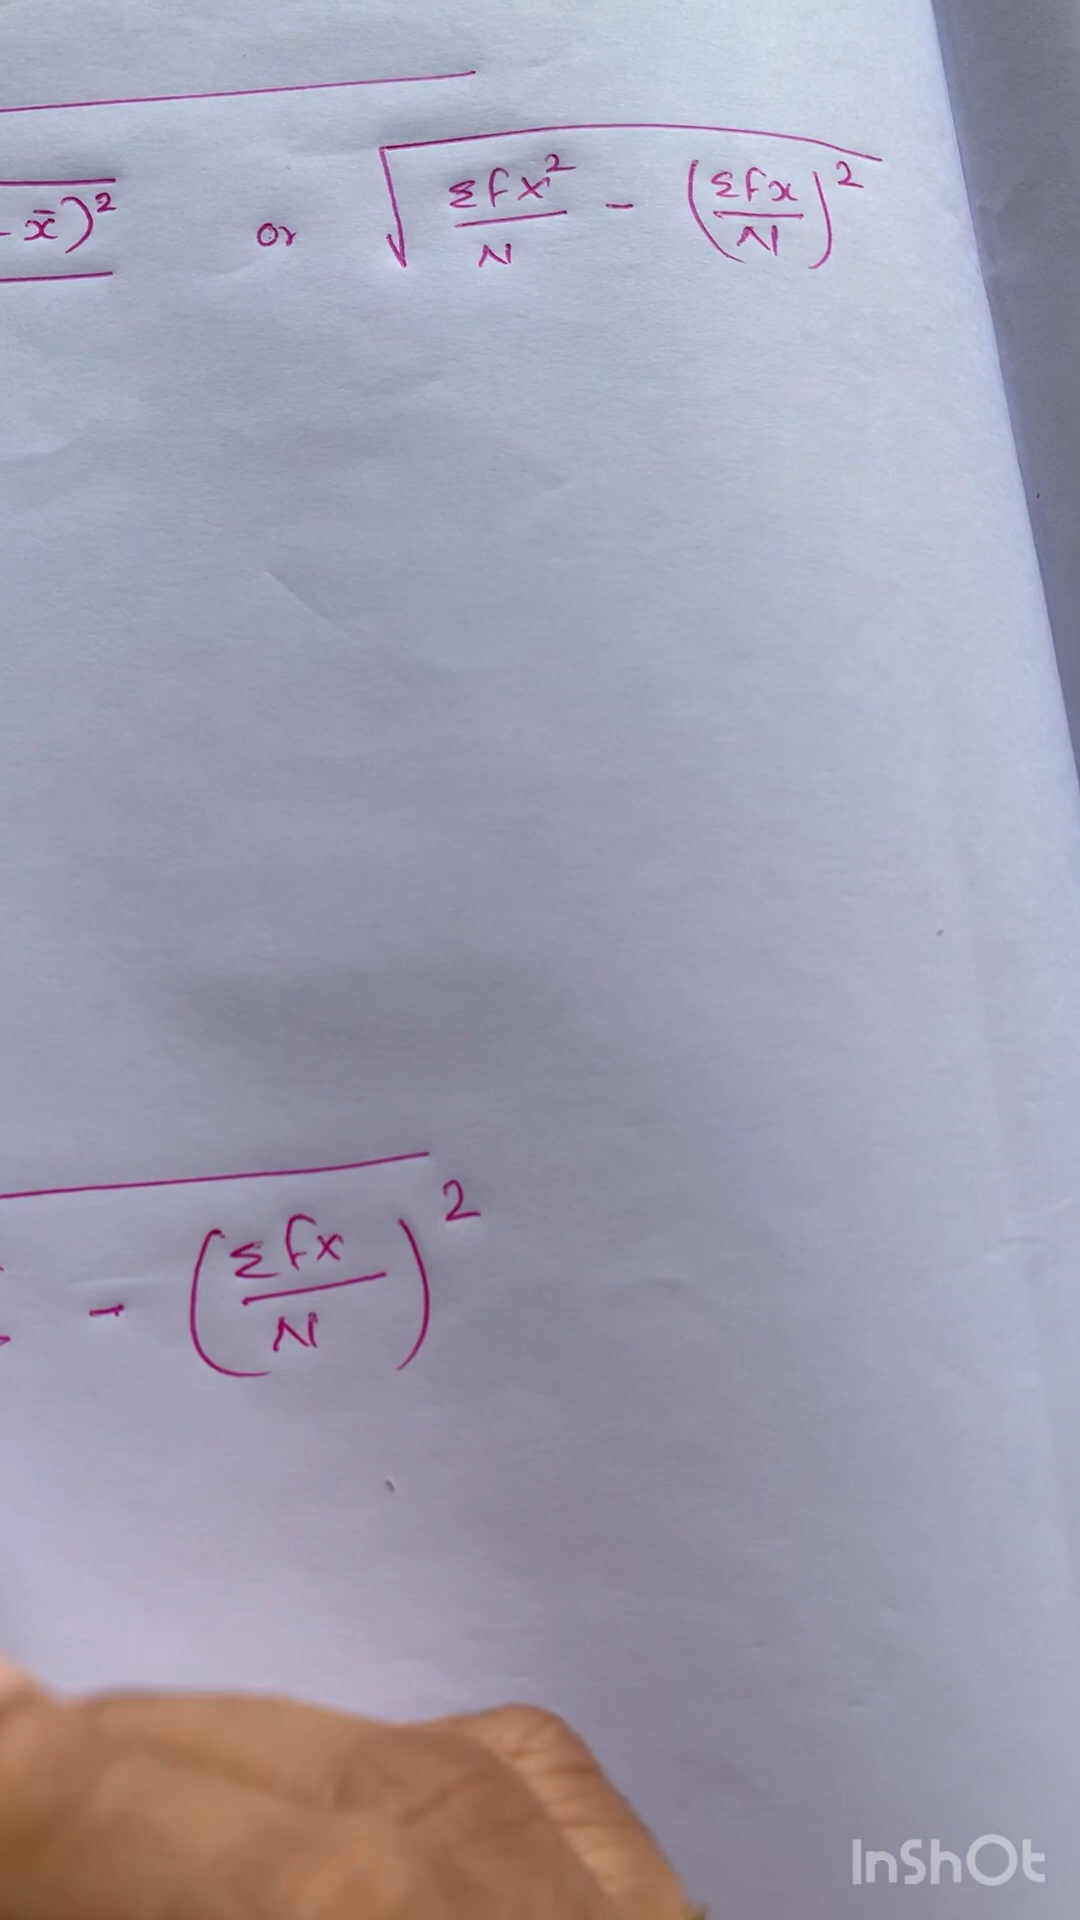 - x̄)² or √(Σfx²/N - (Σfx/N)²)
- (Σfx/N)²
InShOt